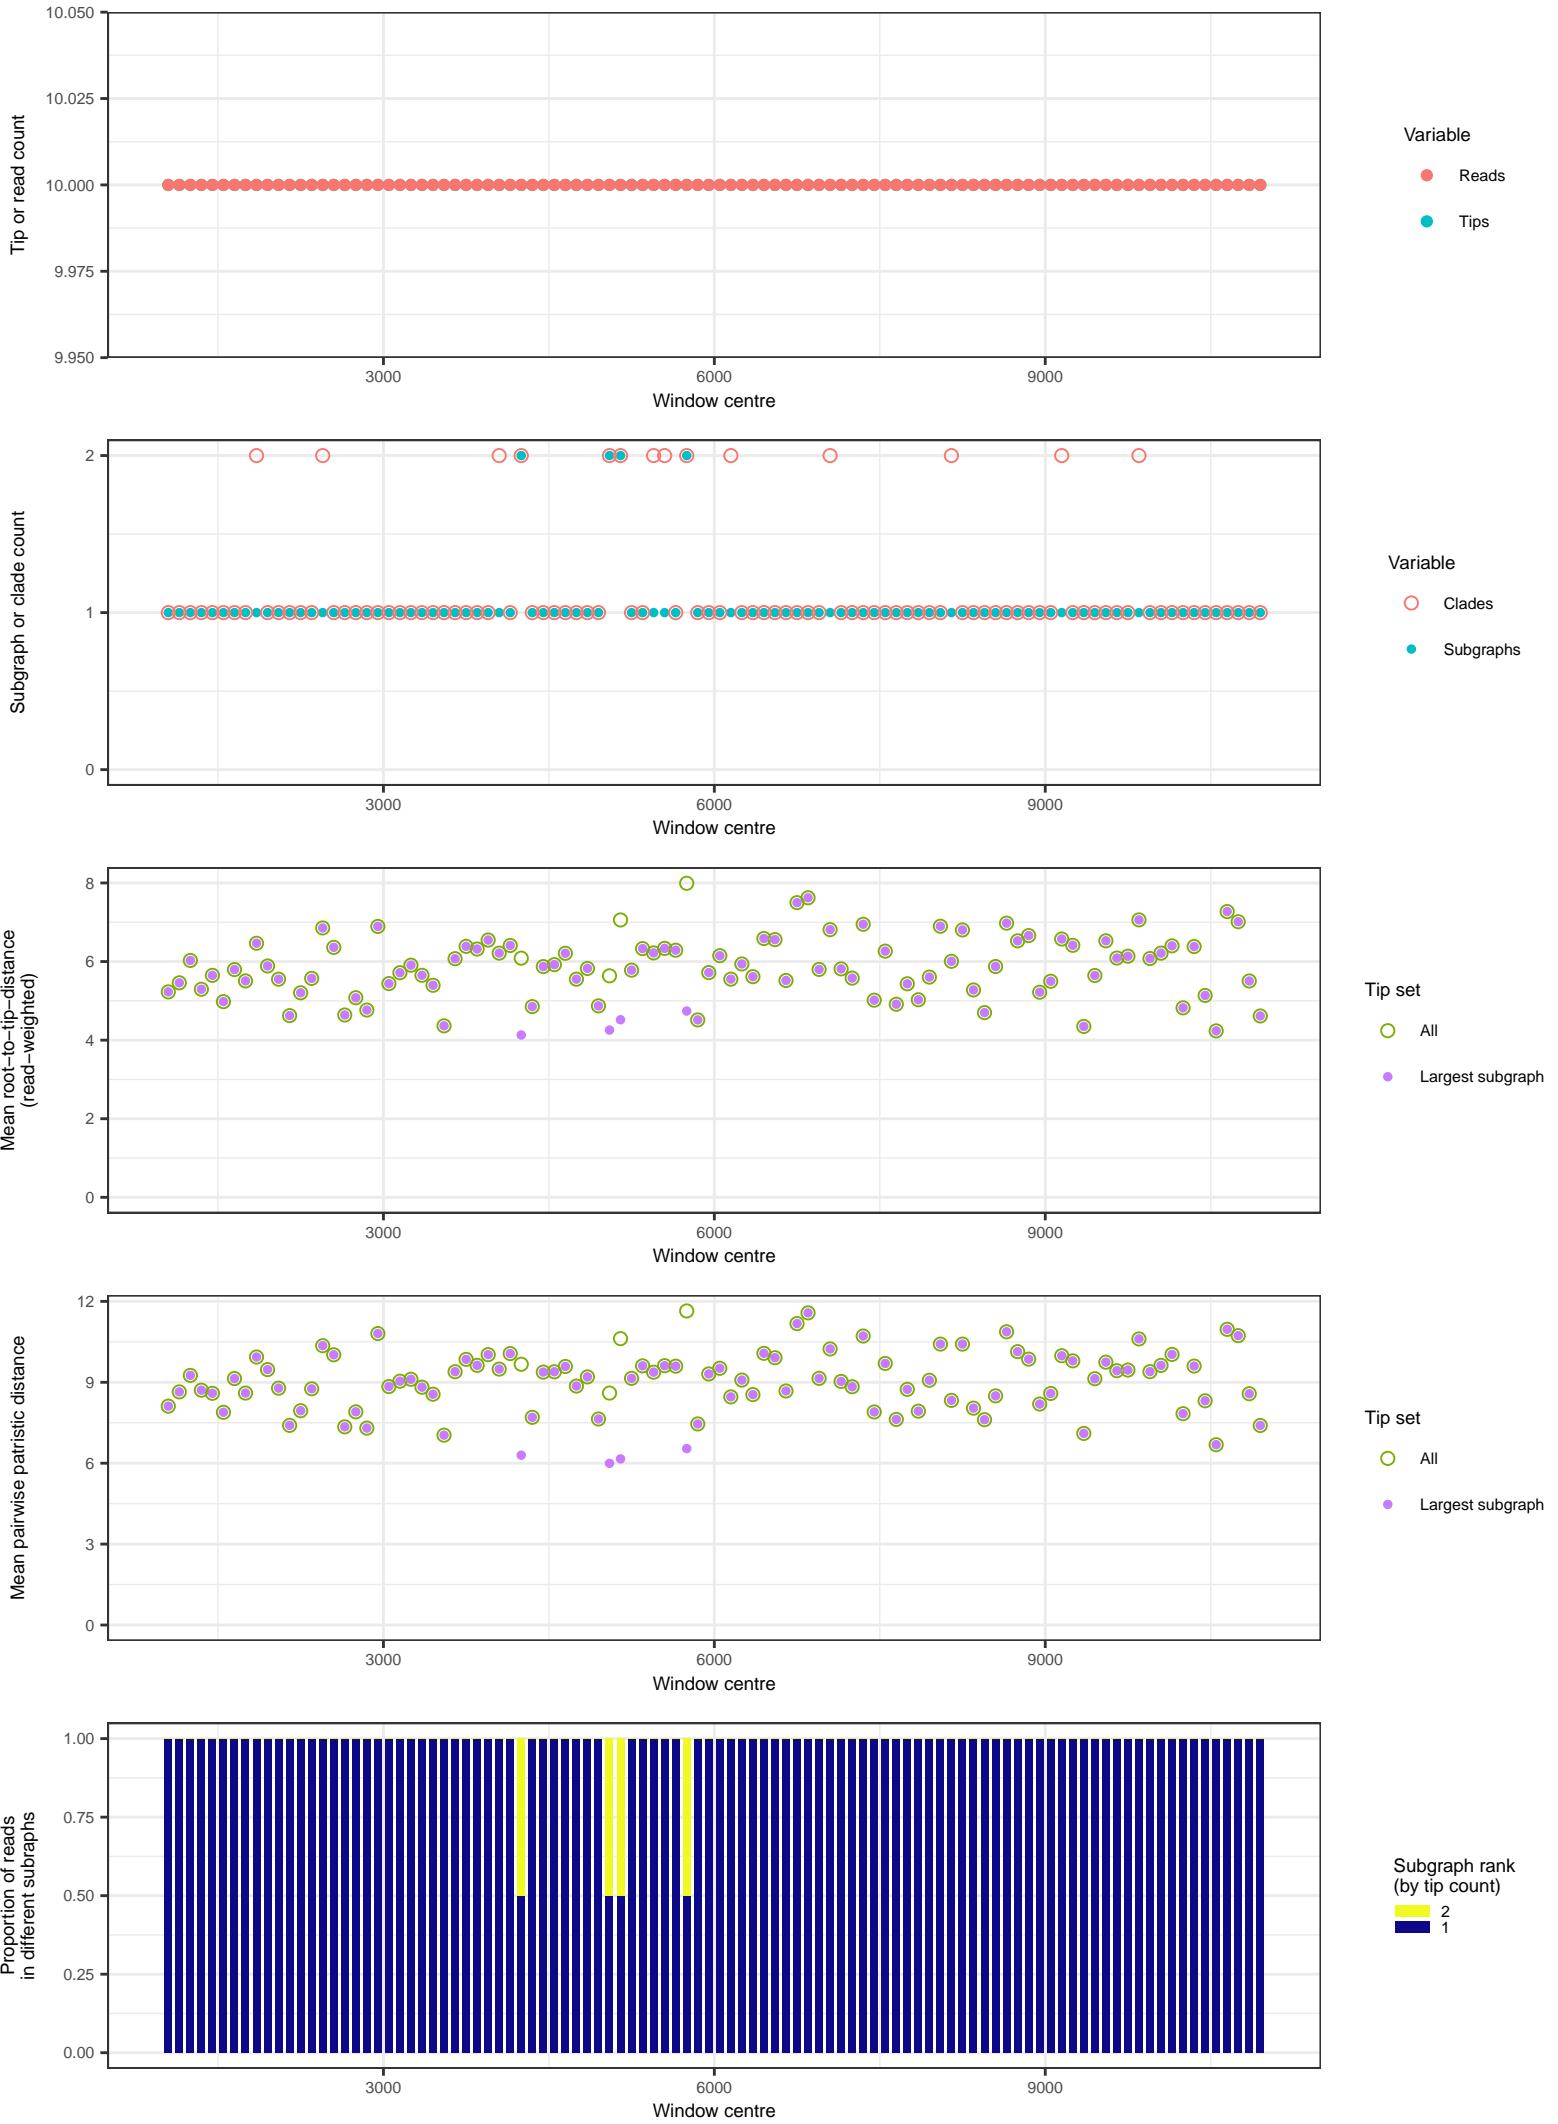 10.050
10.025
10.000
9.975
9.950
Tip or read count
3000
6000
9000
Window centre
Variable
Reads
Tips
2
1
0
Subgraph or clade count
3000
6000
9000
Window centre
Variable
Clades
Subgraphs
8
6
4
2
0
Mean root−to−tip−distance
(read−weighted)
3000
6000
9000
Window centre
Tip set
All
Largest subgraph
12
9
6
3
0
Mean pairwise patristic distance
3000
6000
9000
Window centre
Tip set
All
Largest subgraph
1.00
0.75
0.50
0.25
0.00
Proportion of reads
in different subraphs
3000
6000
9000
Window centre
Subgraph rank
(by tip count)
2
1